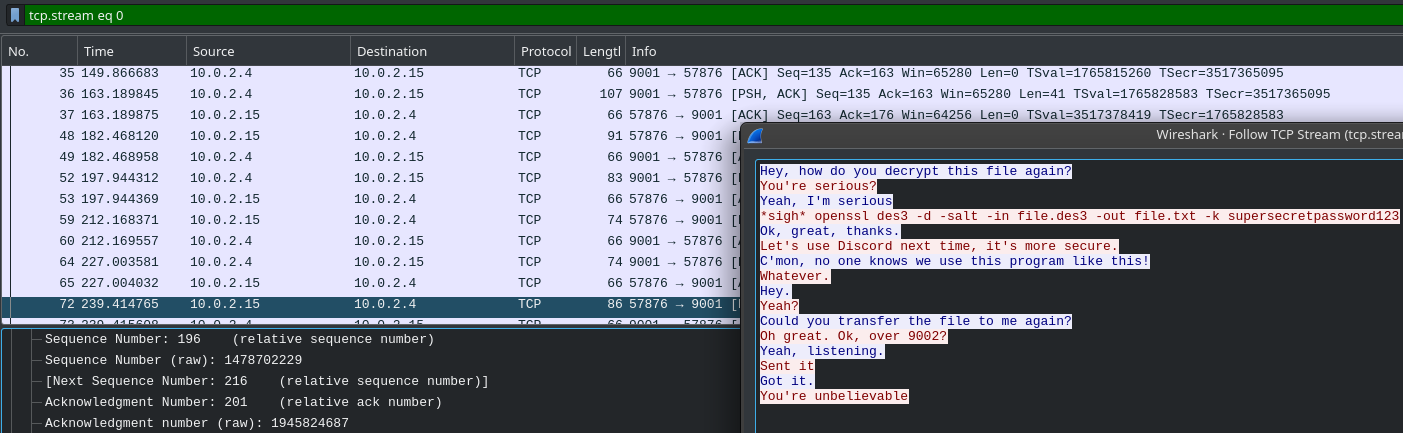 tcp.stream eq 0
No. Time Source Destination Protocol Lengtl Info
35 149.866683 10.0.2.4 10.0.2.15 TCP 66 9001 → 57876 [ACK] Seq=135 Ack=163 Win=65280 Len=0 TSval=1765815260 TSecr=3517365095
36 163.189845 10.0.2.4 10.0.2.15 TCP 107 9001 → 57876 [PSH, ACK] Seq=135 Ack=163 Win=65280 Len=41 TSval=1765828583 TSecr=3517365095
37 163.189875 10.0.2.15 10.0.2.4 TCP 66 57876 → 9001 [ACK] Seq=163 Ack=176 Win=64256 Len=0 TSval=3517378419 TSecr=1765828583
48 182.468120 10.0.2.15 10.0.2.4 TCP 91 57876 → 9001
49 182.468958 10.0.2.4 10.0.2.15 TCP 66 9001 → 57876
52 197.944312 10.0.2.4 10.0.2.15 TCP 83 9001 → 57876
53 197.944369 10.0.2.15 10.0.2.4 TCP 66 57876 → 9001
59 212.168371 10.0.2.15 10.0.2.4 TCP 74 57876 → 9001
60 212.169557 10.0.2.4 10.0.2.15 TCP 66 9001 → 57876
64 227.003581 10.0.2.4 10.0.2.15 TCP 74 9001 → 57876
65 227.004032 10.0.2.15 10.0.2.4 TCP 66 57876 → 9001
72 239.414765 10.0.2.15 10.0.2.4 TCP 86 57876 → 9001
Sequence Number: 196 (relative sequence number)
Sequence Number (raw): 1478702229
[Next Sequence Number: 216 (relative sequence number)]
Acknowledgment Number: 201 (relative ack number)
Acknowledgment number (raw): 1945824687
Wireshark · Follow TCP Stream (tcp.strea
Hey, how do you decrypt this file again?
You're serious?
Yeah, I'm serious
*sigh* openssl des3 -d -salt -in file.des3 -out file.txt -k supersecretpassword123
Ok, great, thanks.
Let's use Discord next time, it's more secure.
C'mon, no one knows we use this program like this!
Whatever.
Hey.
Yeah?
Could you transfer the file to me again?
Oh great. Ok, over 9002?
Yeah, listening.
Sent it
Got it.
You're unbelievable